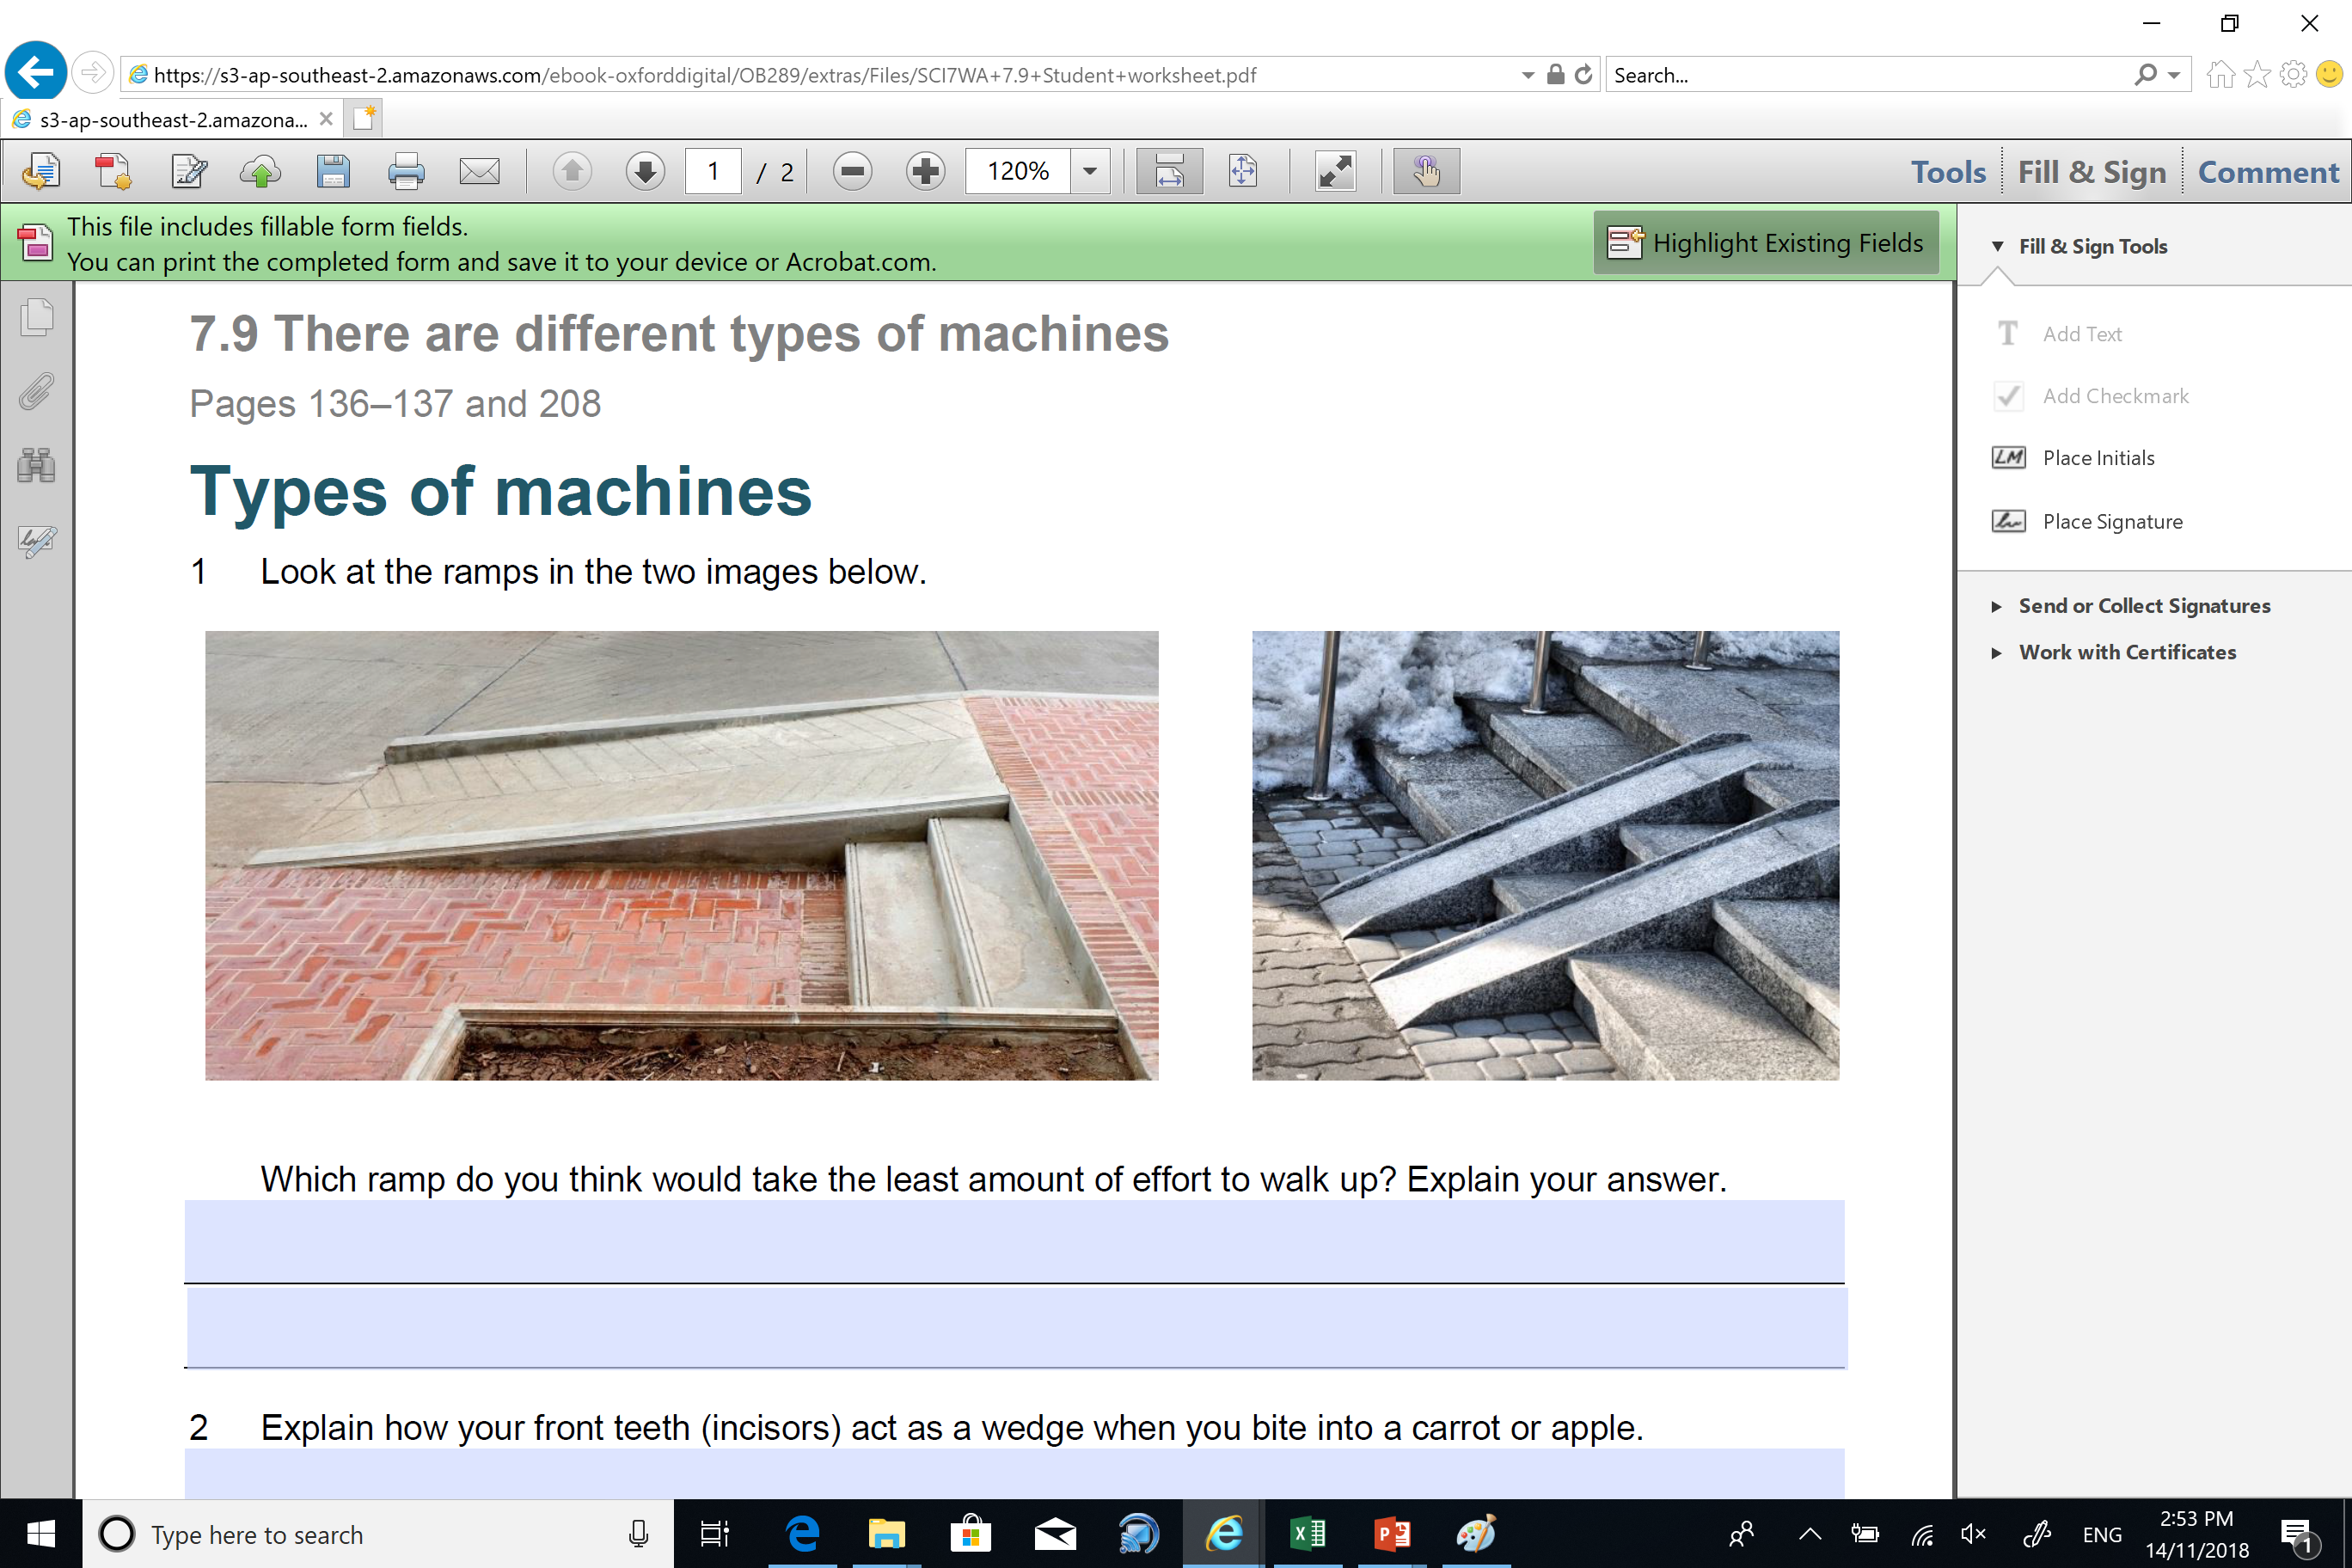 https://s3-ap-southeast-2.amazonaws.com/ebook-oxforddigital/OB289/extras/Files/SCI7WA+7.9+Student+worksheet.pdf
Search...
s3-ap-southeast-2.amazona...
1 / 2
120%
Tools
Fill & Sign
Comment
This file includes fillable form fields.
You can print the completed form and save it to your device or Acrobat.com.
Highlight Existing Fields
Fill & Sign Tools
T Add Text
Add Checkmark
LM Place Initials
Place Signature
Send or Collect Signatures
Work with Certificates
7.9 There are different types of machines
Pages 136–137 and 208
Types of machines
1 Look at the ramps in the two images below.
Which ramp do you think would take the least amount of effort to walk up? Explain your answer.
2 Explain how your front teeth (incisors) act as a wedge when you bite into a carrot or apple.
Type here to search
ENG
2:53 PM
14/11/2018
1